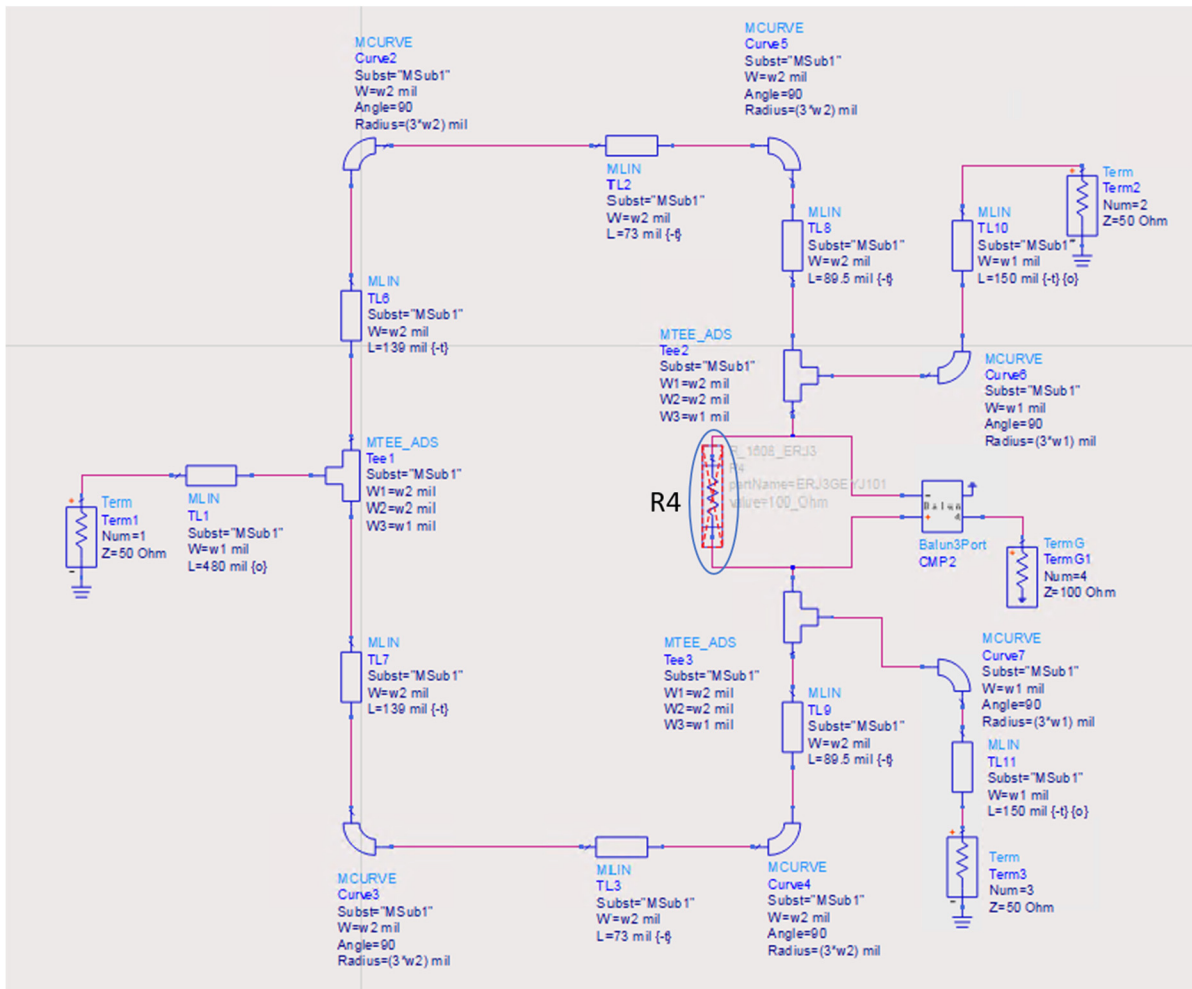 MCURVE
Curve2
Subst="MSub1"
W=w2 mil
Angle=90
Radius=(3*w2) mil
MCURVE
Curve5
Subst="MSub1"
W=w2 mil
Angle=90
Radius=(3*w2) mil
MLIN
TL2
Subst="MSub1"
W=w2 mil
L=73 mil {-t}
MLIN
TL8
Subst="MSub1"
W=w2 mil
L=89.5 mil {-t}
MLIN
TL10
Subst="MSub1"
W=w1 mil
L=150 mil {-t} {o}
Term
Term2
Num=2
Z=50 Ohm
MLIN
TL6
Subst="MSub1"
W=w2 mil
L=139 mil {-t}
MTEE_ADS
Tee2
Subst="MSub1"
W1=w2 mil
W2=w2 mil
W3=w1 mil
MCURVE
Curve6
Subst="MSub1"
W=w1 mil
Angle=90
Radius=(3*w1) mil
MTEE_ADS
Tee1
Subst="MSub1"
W1=w2 mil
W2=w2 mil
W3=w1 mil
Term
Term1
Num=1
Z=50 Ohm
MLIN
TL1
Subst="MSub1"
W=w1 mil
L=480 mil {o}
R4
R_1608_ERJ3
R4
partName=ERJ3GEYJ101
value=100_Ohm
Balun
4
Balun3Port
CMP2
TermG
TermG1
Num=4
Z=100 Ohm
MLIN
TL7
Subst="MSub1"
W=w2 mil
L=139 mil {-t}
MTEE_ADS
Tee3
Subst="MSub1"
W1=w2 mil
W2=w2 mil
W3=w1 mil
MLIN
TL9
Subst="MSub1"
W=w2 mil
L=89.5 mil {-t}
MCURVE
Curve7
Subst="MSub1"
W=w1 mil
Angle=90
Radius=(3*w1) mil
MLIN
TL11
Subst="MSub1"
W=w1 mil
L=150 mil {-t} {o}
MCURVE
Curve3
Subst="MSub1"
W=w2 mil
Angle=90
Radius=(3*w2) mil
MLIN
TL3
Subst="MSub1"
W=w2 mil
L=73 mil {-t}
MCURVE
Curve4
Subst="MSub1"
W=w2 mil
Angle=90
Radius=(3*w2) mil
Term
Term3
Num=3
Z=50 Ohm